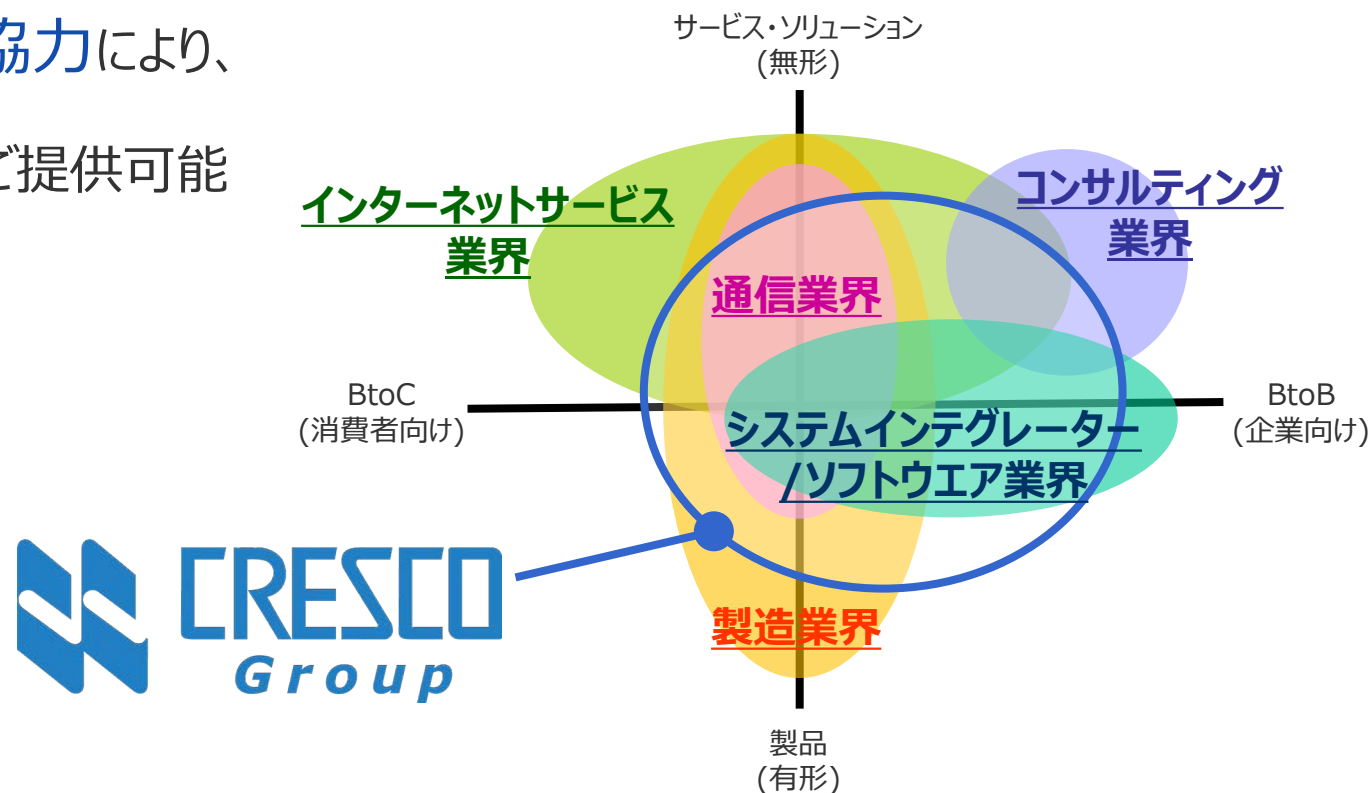 協力により、
ご提供可能
サービス・ソリューション
(無形)
インターネットサービス
業界
コンサルティング
業界
通信業界
BtoC
(消費者向け)
BtoB
(企業向け)
システムインテグレーター
/ソフトウエア業界
CRESCO
Group
製造業界
製品
(有形)